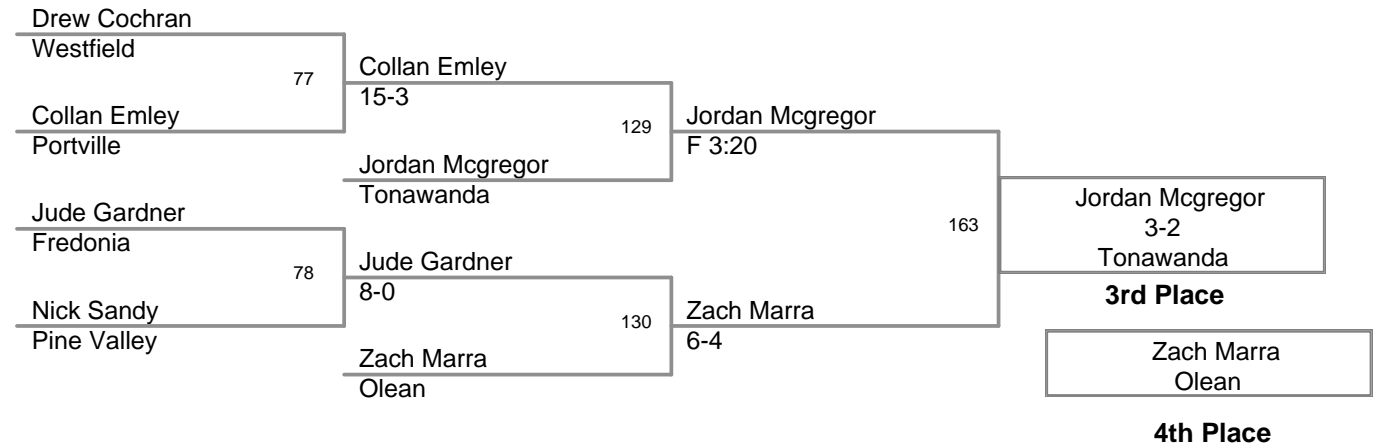 Drew Cochran
Westfield
77
Collan Emley
15-3
Collan Emley
Portville
129
Jordan Mcgregor
F 3:20
Jordan Mcgregor
Tonawanda
Jude Gardner
Fredonia
163
Jordan Mcgregor
3-2
Tonawanda
3rd Place
78
Jude Gardner
8-0
Nick Sandy
Pine Valley
130
Zach Marra
6-4
Zach Marra
Olean
Zach Marra
Olean
4th Place